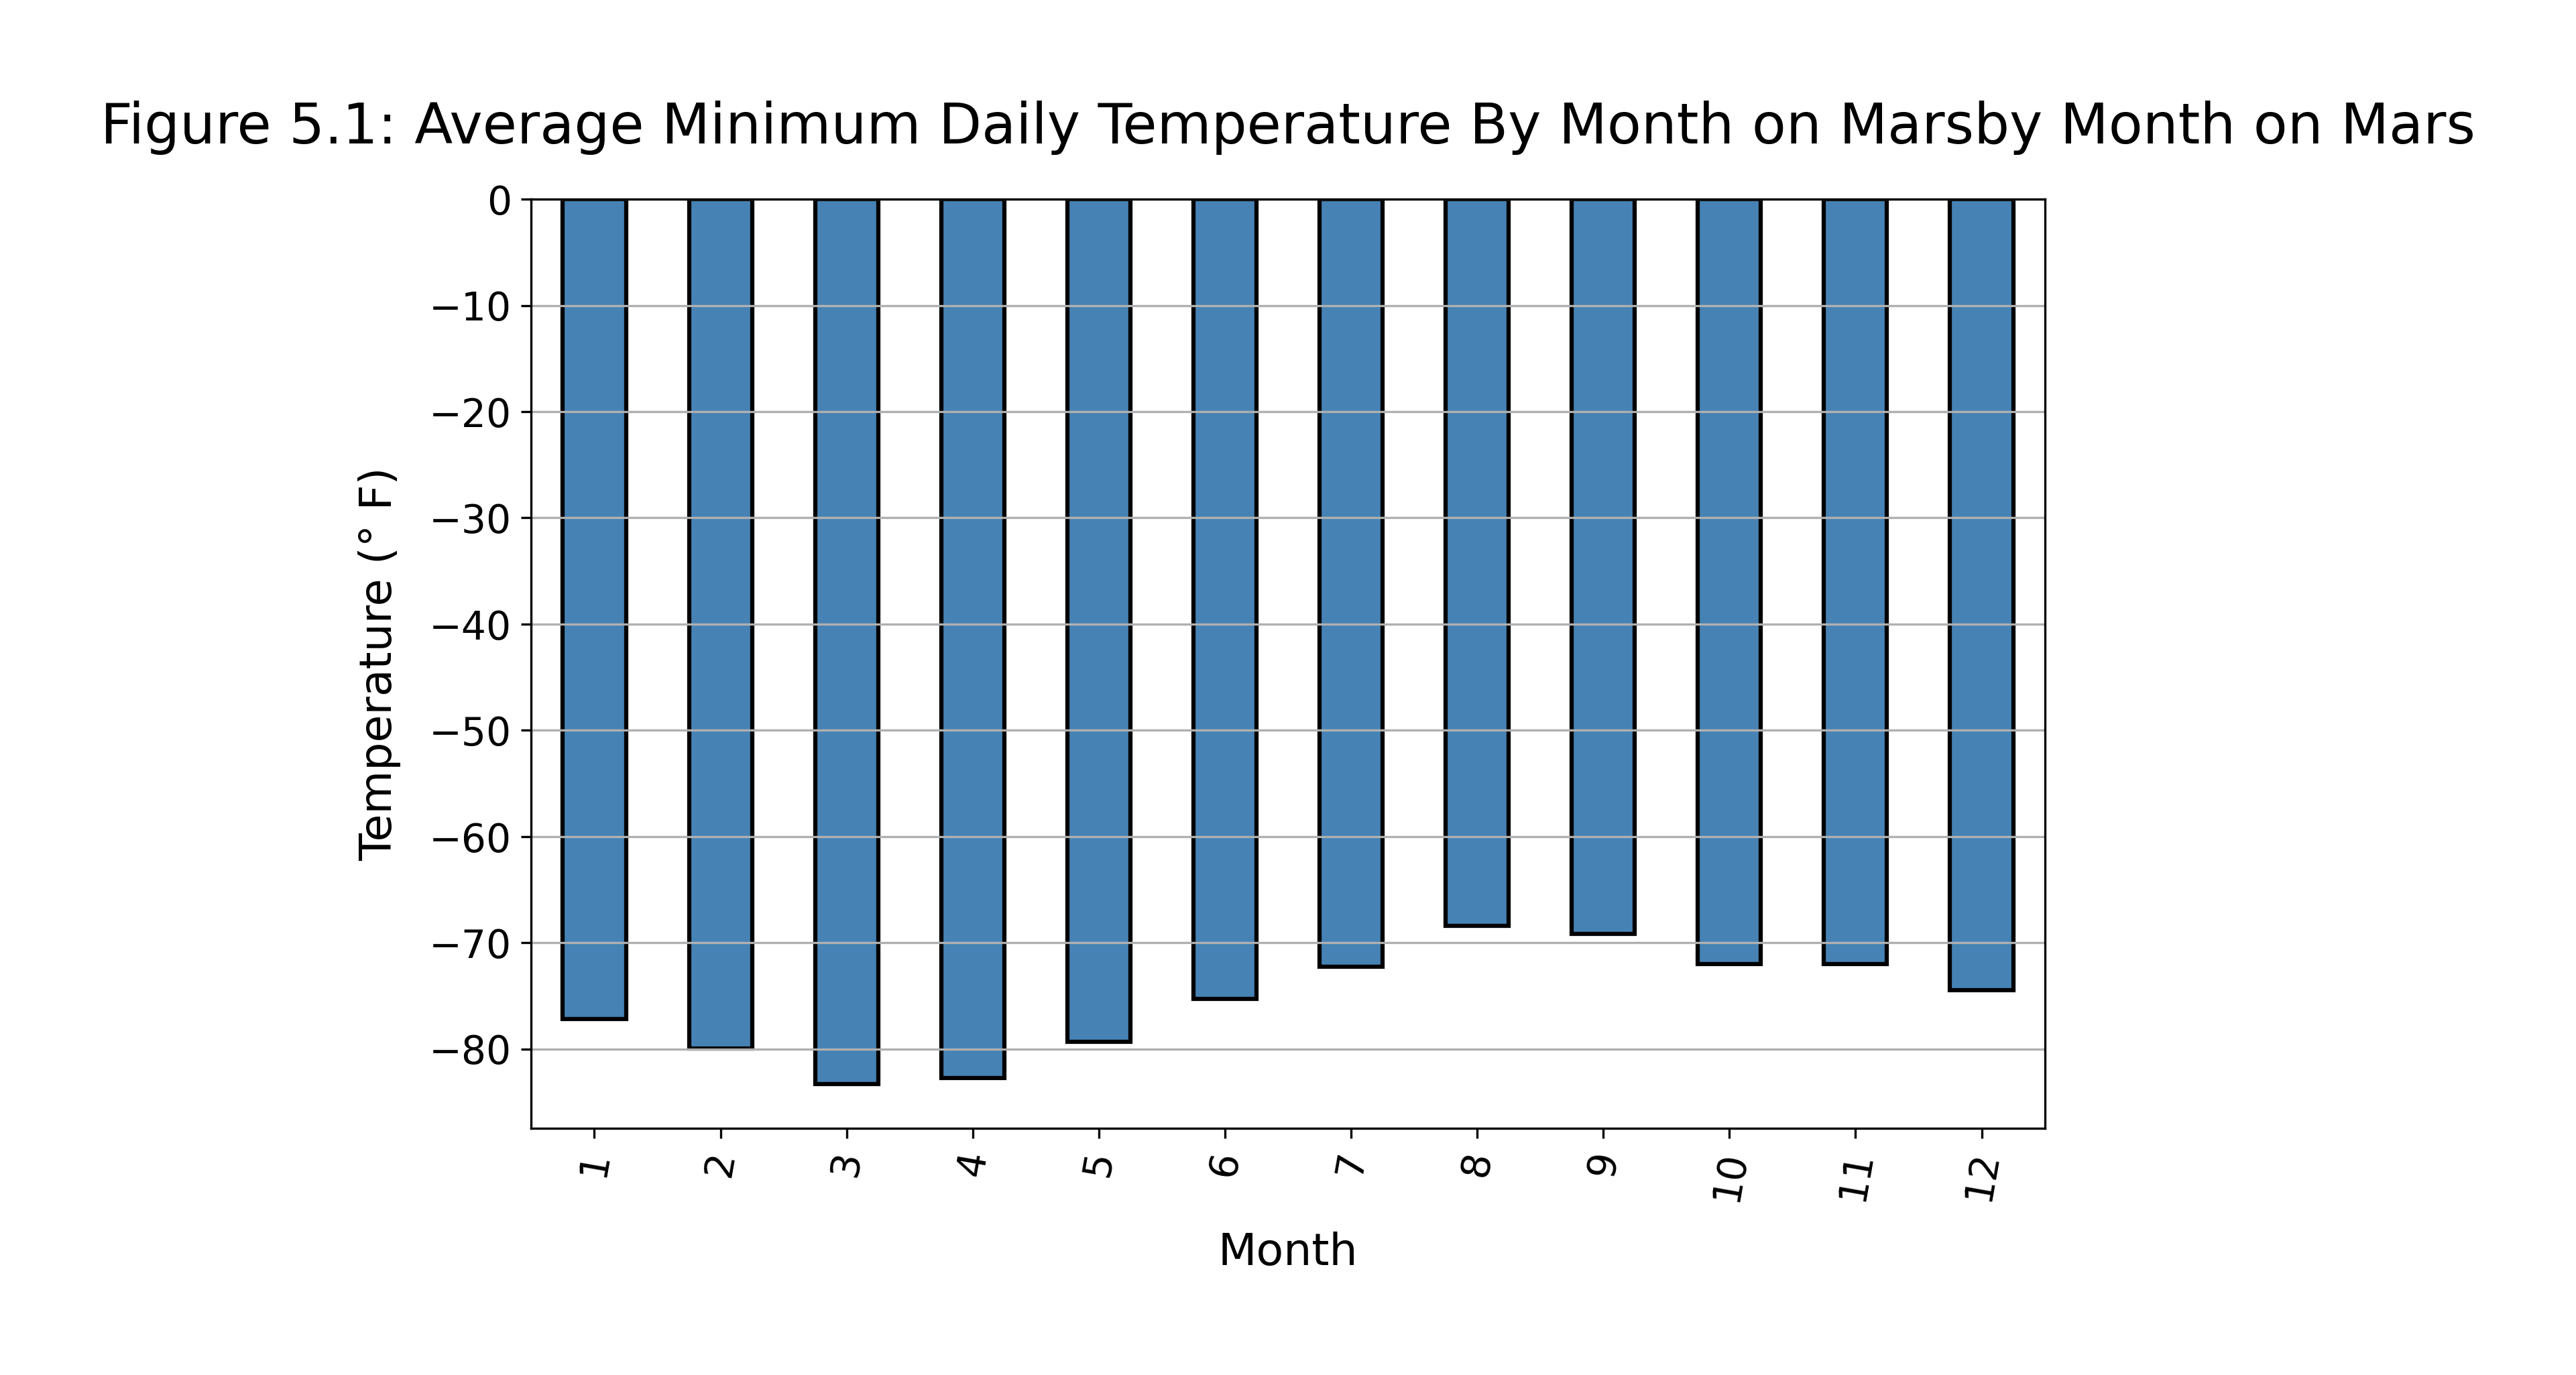 Figure 5.1: Average Minimum Daily Temperature By Month on Marsby Month on Mars
0
−10
−20
−30
−40
−50
−60
−70
−80
Temperature (° F)
1 2 3 4 5 6 7 8 9 10 11 12
Month